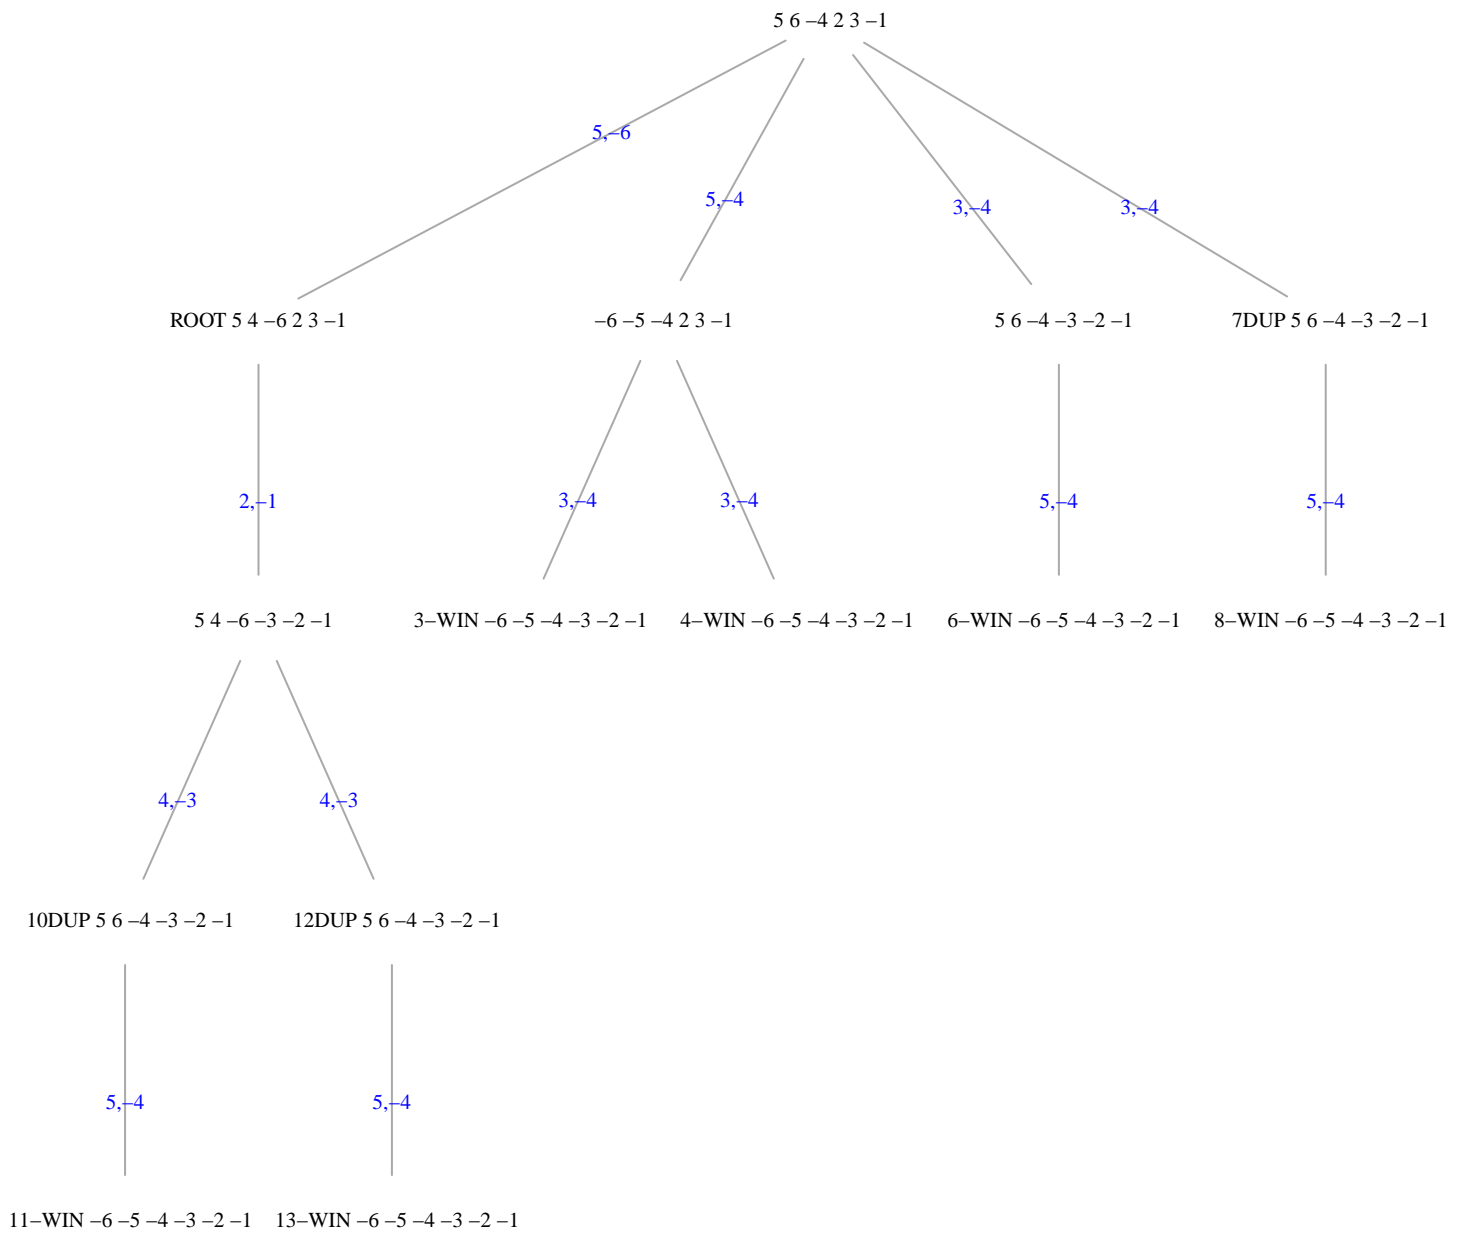 5 6 –4 2 3 –1
5,–6
5,–4
3,–4
3,–4
ROOT 5 4 –6 2 3 –1
–6 –5 –4 2 3 –1
5 6 –4 –3 –2 –1
7DUP 5 6 –4 –3 –2 –1
2,–1
3,–4
3,–4
5,–4
5,–4
5 4 –6 –3 –2 –1
3–WIN –6 –5 –4 –3 –2 –1
4–WIN –6 –5 –4 –3 –2 –1
6–WIN –6 –5 –4 –3 –2 –1
8–WIN –6 –5 –4 –3 –2 –1
4,–3
4,–3
10DUP 5 6 –4 –3 –2 –1
12DUP 5 6 –4 –3 –2 –1
5,–4
5,–4
11–WIN –6 –5 –4 –3 –2 –1
13–WIN –6 –5 –4 –3 –2 –1